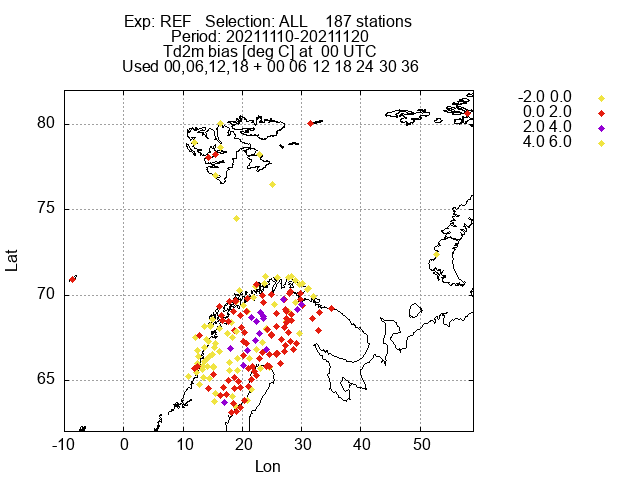 Exp: REF Selection: ALL 187 stations
Period: 20211110-20211120
Td2m bias [deg C] at 00 UTC
Used 00,06,12,18 + 00 06 12 18 24 30 36
-2.0 0.0
0.0 2.0
2.0 4.0
4.0 6.0
80
75
70
65
Lat
-10 0 10 20 30 40 50
Lon